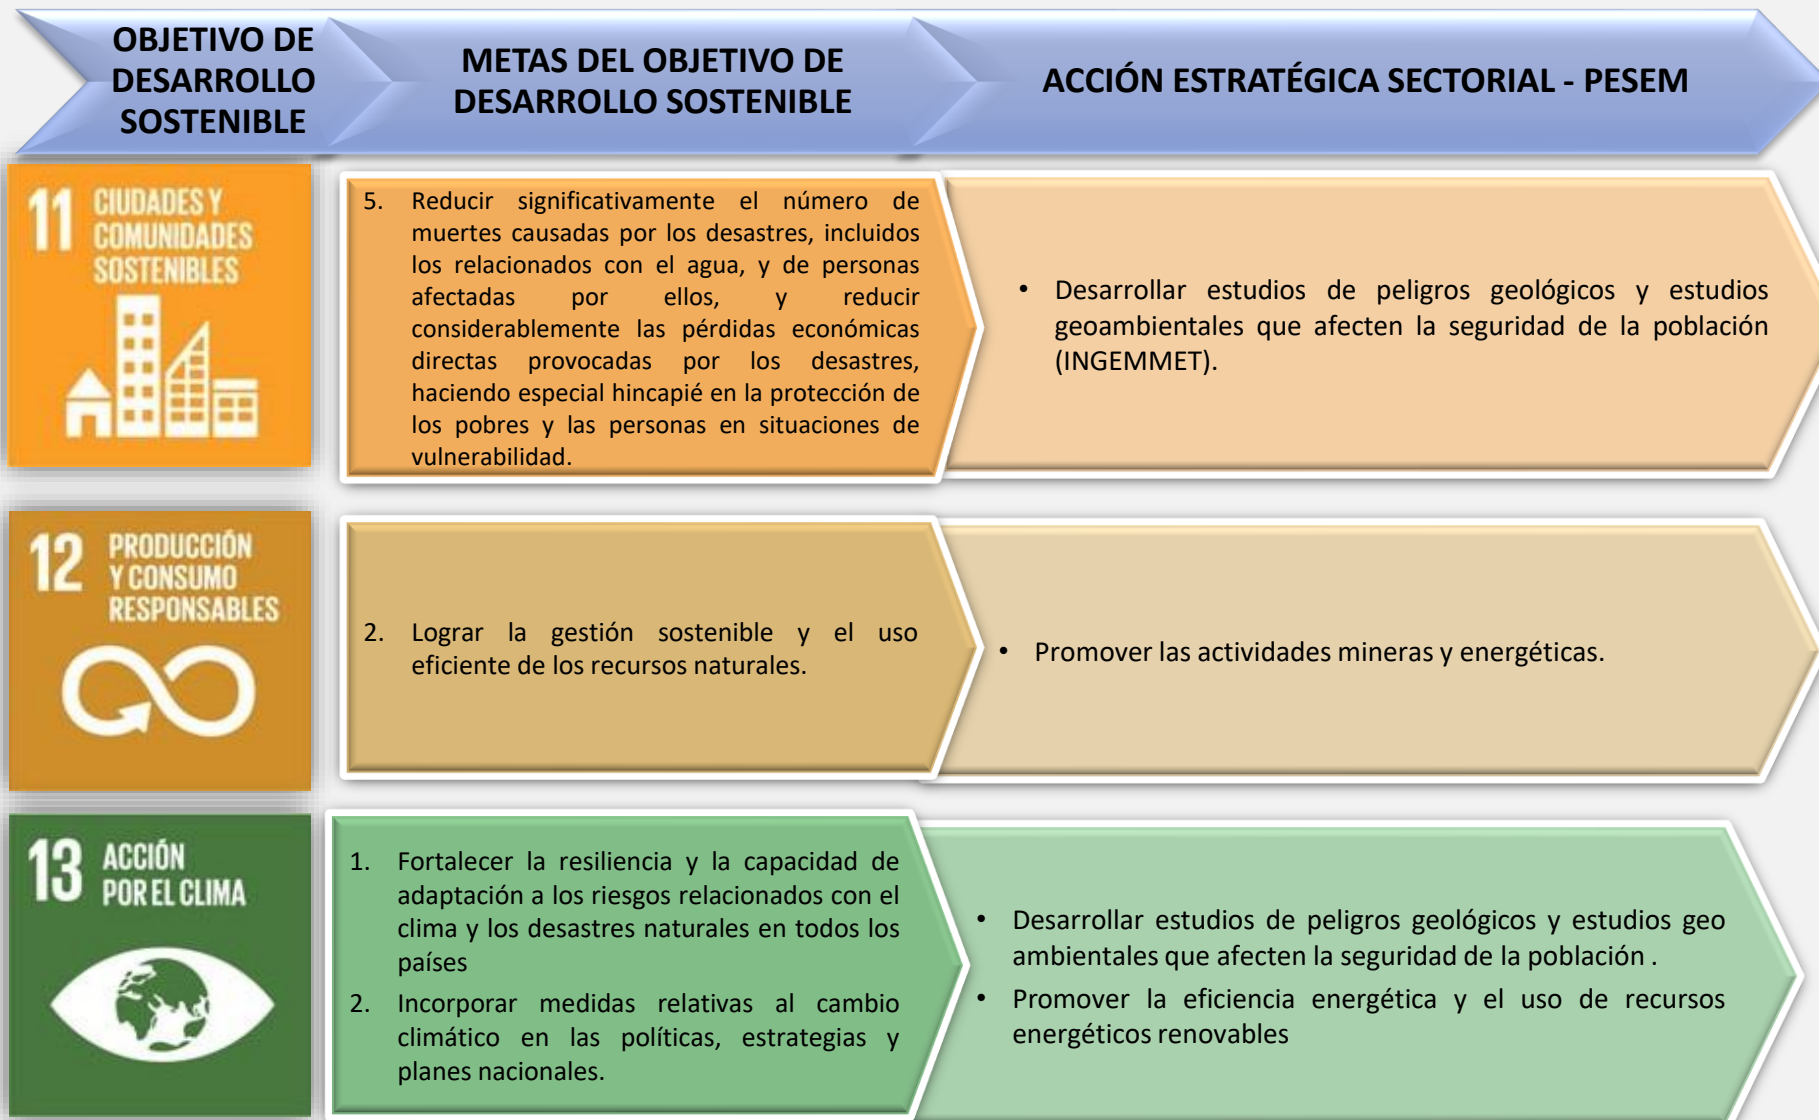 OBJETIVO DE
DESARROLLO
SOSTENIBLE
METAS DEL OBJETIVO DE
DESARROLLO SOSTENIBLE
ACCIÓN ESTRATÉGICA SECTORIAL - PESEM
11 CIUDADES Y
COMUNIDADES
SOSTENIBLES
5. Reducir significativamente el número de
muertes causadas por los desastres, incluidos
los relacionados con el agua, y de personas
afectadas por ellos, y reducir
considerablemente las pérdidas económicas
directas provocadas por los desastres,
haciendo especial hincapié en la protección de
los pobres y las personas en situaciones de
vulnerabilidad.
• Desarrollar estudios de peligros geológicos y estudios
geoambientales que afecten la seguridad de la población
(INGEMMET).
12 PRODUCCIÓN
Y CONSUMO
RESPONSABLES
2. Lograr la gestión sostenible y el uso
eficiente de los recursos naturales.
• Promover las actividades mineras y energéticas.
13 ACCIÓN
POR EL CLIMA
1. Fortalecer la resiliencia y la capacidad de
adaptación a los riesgos relacionados con el
clima y los desastres naturales en todos los
países
2. Incorporar medidas relativas al cambio
climático en las políticas, estrategias y
planes nacionales.
• Desarrollar estudios de peligros geológicos y estudios geo
ambientales que afecten la seguridad de la población .
• Promover la eficiencia energética y el uso de recursos
energéticos renovables